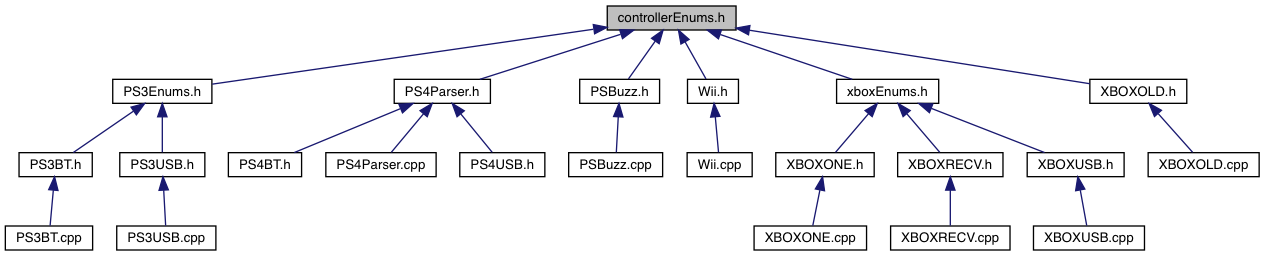 controllerEnums.h
PS3Enums.h
PS4Parser.h
PSBuzz.h
Wii.h
xboxEnums.h
XBOXOLD.h
PS3BT.h
PS3USB.h
PS4BT.h
PS4Parser.cpp
PS4USB.h
PSBuzz.cpp
Wii.cpp
XBOXONE.h
XBOXRECV.h
XBOXUSB.h
XBOXOLD.cpp
PS3BT.cpp
PS3USB.cpp
XBOXONE.cpp
XBOXRECV.cpp
XBOXUSB.cpp